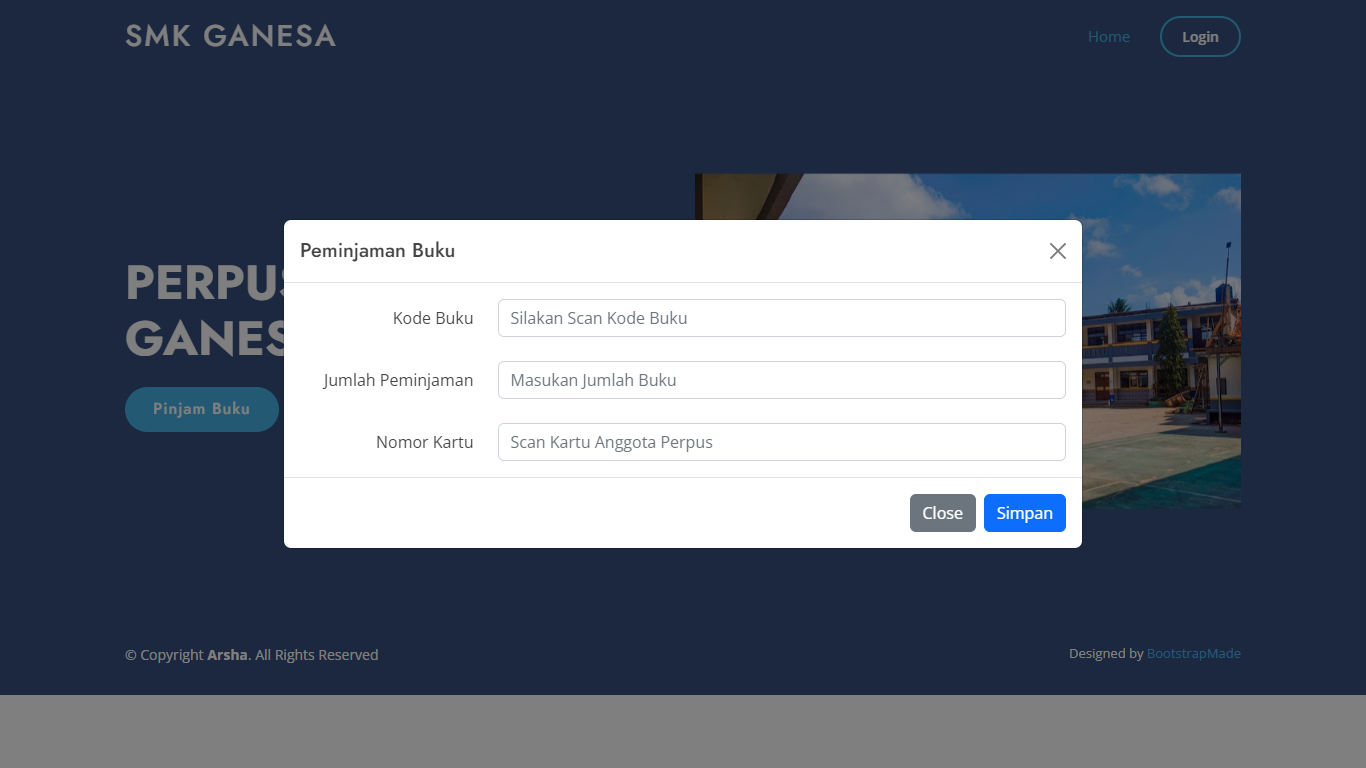 SMK GANESA
Home
Login
PERPUS
GANES
Pinjam Buku
Peminjaman Buku
Kode Buku
Silakan Scan Kode Buku
Jumlah Peminjaman
Masukan Jumlah Buku
Nomor Kartu
Scan Kartu Anggota Perpus
Close
Simpan
© Copyright Arsha. All Rights Reserved
Designed by BootstrapMade